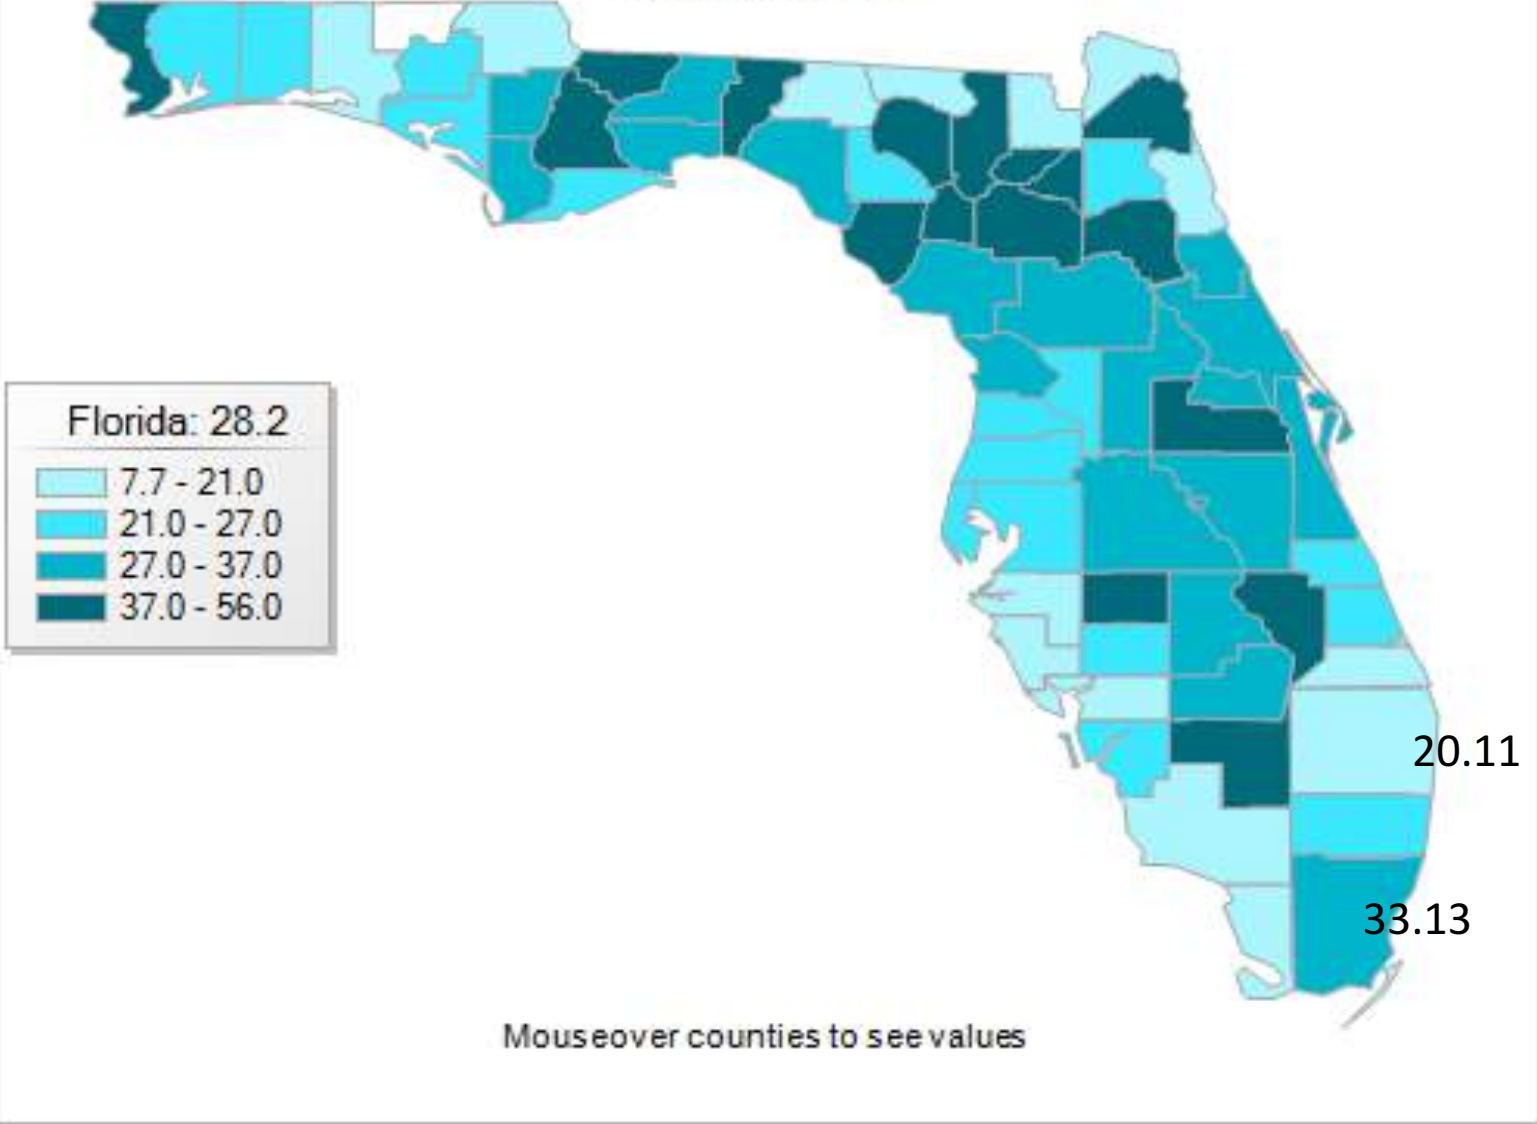 Florida: 28.2
7.7 - 21.0
21.0 - 27.0
27.0 - 37.0
37.0 - 56.0
20.11
33.13
Mouseover counties to see values